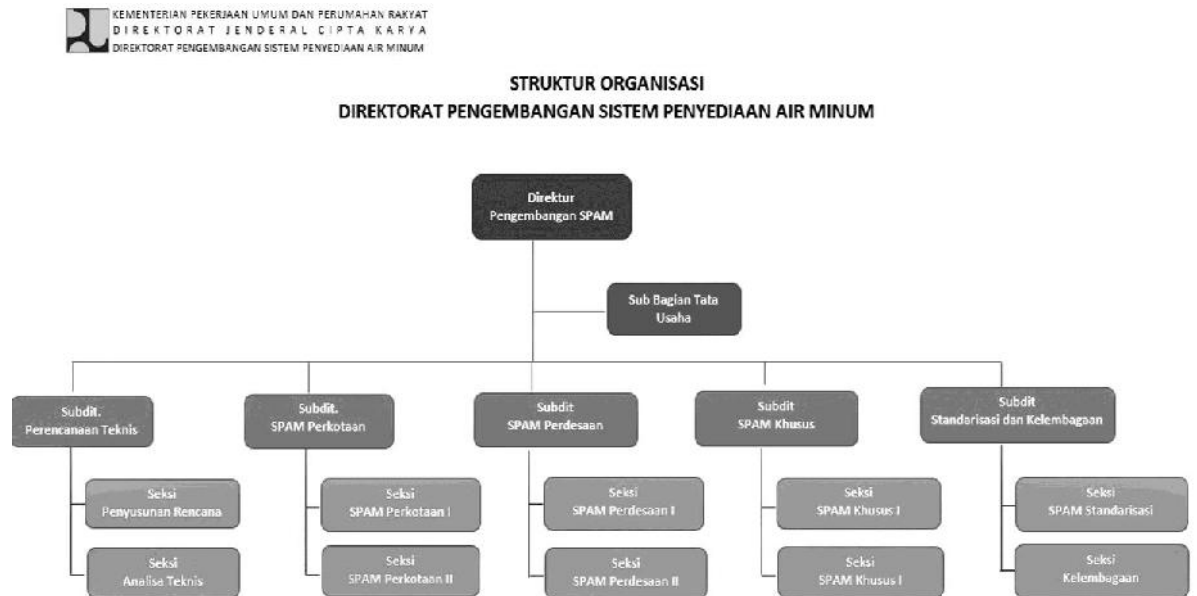 KEMENTERIAN PEKERJAAN UMUM DAN PERUMAHAN RAKYAT
DIREKTORAT JENDERAL CIPTA KARYA
DIREKTORAT PENGEMBANGAN SISTEM PENYEDIAAN AIR MINUM
STRUKTUR ORGANISASI
DIREKTORAT PENGEMBANGAN SISTEM PENYEDIAAN AIR MINUM
Direktur
Pengembangan SPAM
Sub Bagian Tata
Usaha
Subdit.
Perencanaan Teknis
Subdit.
SPAM Perkotaan
Subdit
SPAM Perdesaan
Subdit
SPAM Khusus
Subdit
Standarisasi dan Kelembagaan
Seksi
Penyusunan Rencana
Seksi
SPAM Perkotaan I
Seksi
SPAM Perdesaan I
Seksi
SPAM Khusus I
Seksi
SPAM Standarisasi
Seksi
Analisa Teknis
Seksi
SPAM Perkotaan II
Seksi
SPAM Perdesaan II
Seksi
SPAM Khusus I
Seksi
Kelembagaan